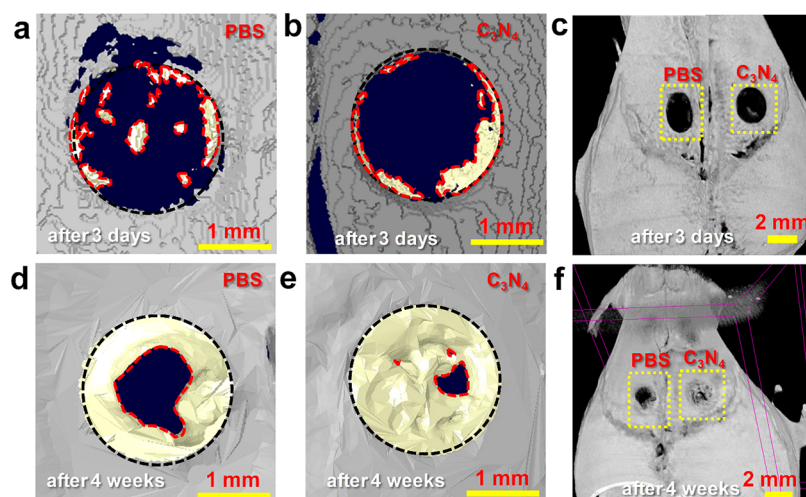 a
PBS
after 3 days
1 mm
b
C₃N₄
after 3 days
1 mm
c
PBS
C₃N₄
after 3 days
2 mm
d
PBS
after 4 weeks
1 mm
e
C₃N₄
after 4 weeks
1 mm
f
PBS
C₃N₄
after 4 weeks
2 mm